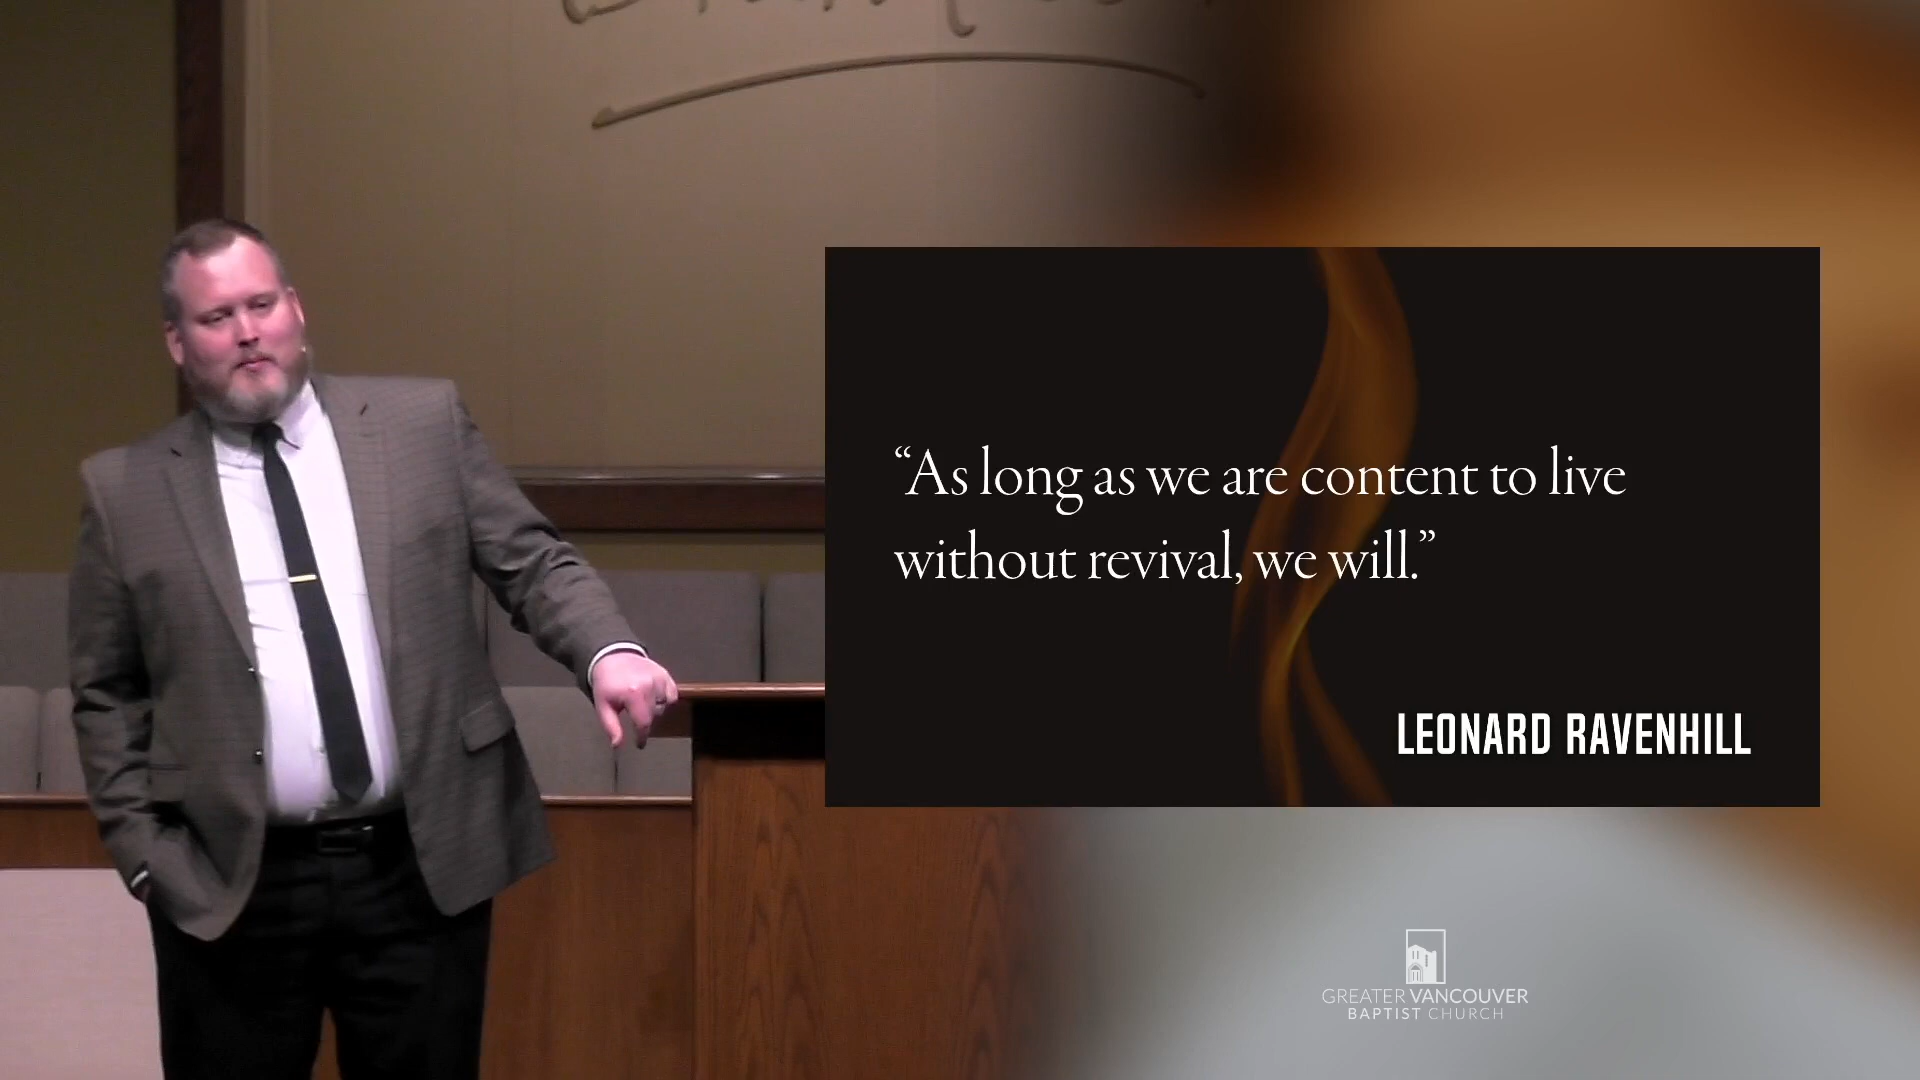 “As long as we are content to live
without revival, we will.”
LEONARD RAVENHILL
GREATER VANCOUVER
BAPTIST CHURCH